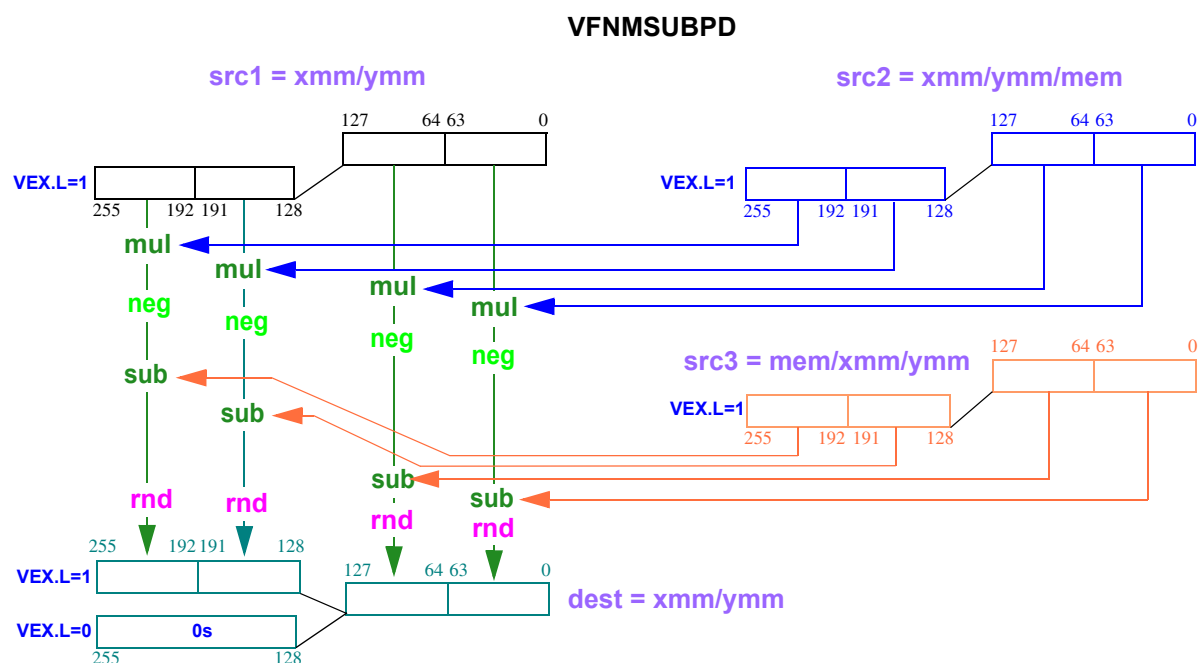 VFNMSUBPD
src1 = xmm/ymm
src2 = xmm/ymm/mem
127 64 63 0
127 64 63 0
VEX.L=1
VEX.L=1
255 192 191 128
255 192 191 128
mul
mul
mul
mul
neg
neg
neg
neg
src3 = mem/xmm/ymm
127 64 63 0
VEX.L=1
255 192 191 128
sub
sub
sub
sub
rnd
rnd
rnd
rnd
255 192 191 128
127 64 63 0
VEX.L=1
dest = xmm/ymm
VEX.L=0
0s
255 128